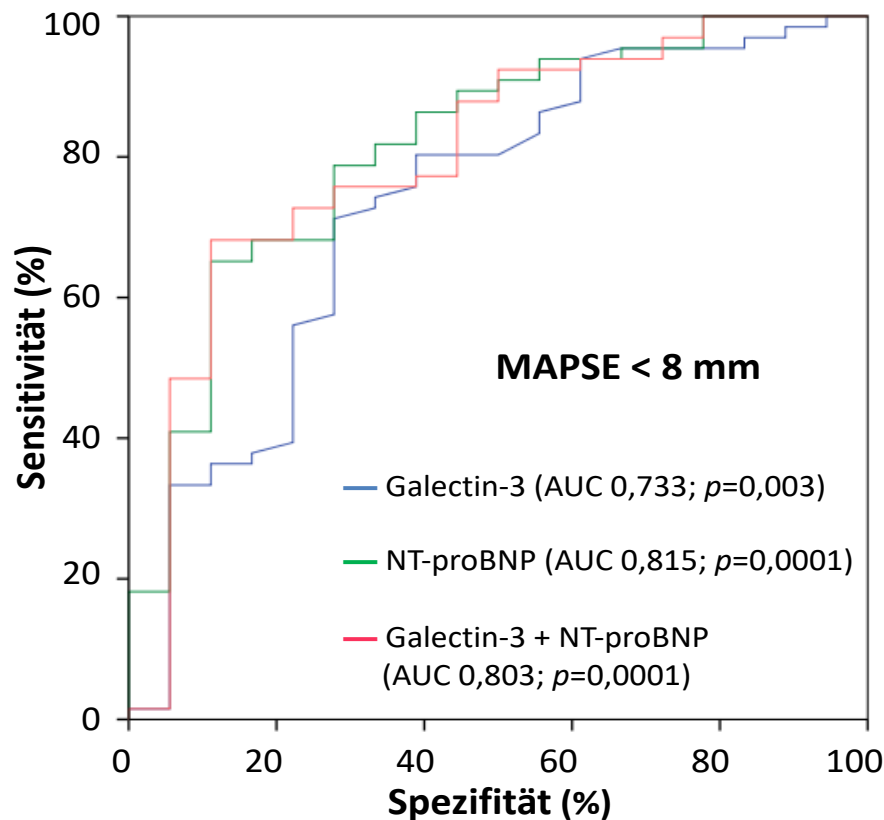 100
80
60
40
20
0
Sensitivität (%)
MAPSE < 8 mm
Galectin-3 (AUC 0,733; p=0,003)
NT-proBNP (AUC 0,815; p=0,0001)
Galectin-3 + NT-proBNP
(AUC 0,803; p=0,0001)
0 20 40 60 80 100
Spezifität (%)